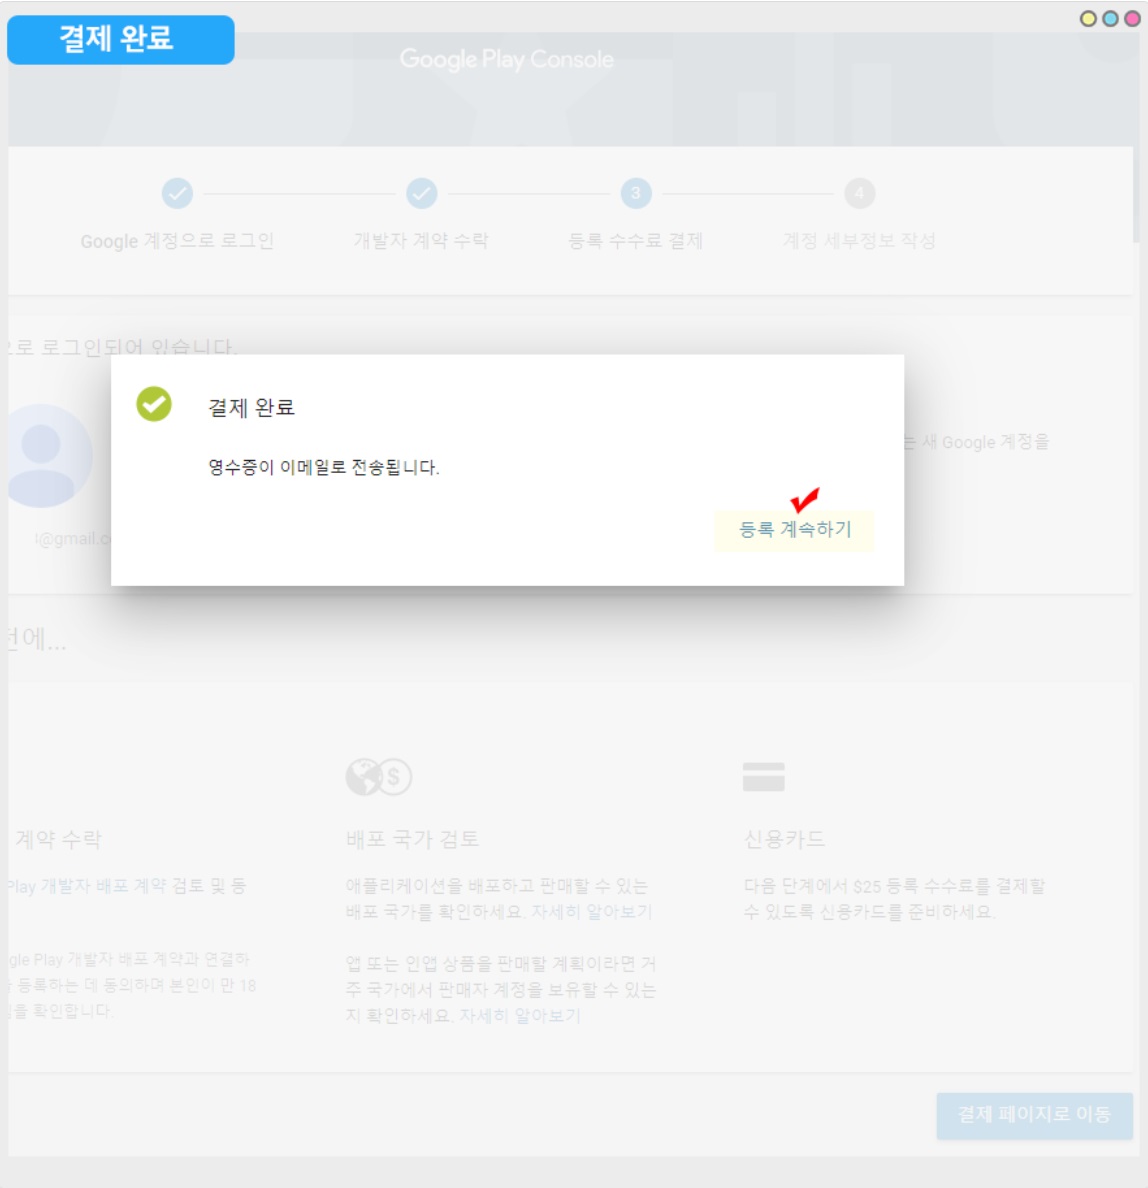 결제 완료
Google Play Console
3
4
Google 계정으로 로그인
개발자 계약 수락
등록 수수료 결제
계정 세부정보 작성
로 로그인되어 있습니다.
결제 완료
는 새 Google 계정을
영수증이 이메일로 전송됩니다.
등록 계속하기
@gmail.c
전에...
$
계약 수락
배포 국가 검토
신용카드
Play 개발자 배포 계약 검토 및 동
애플리케이션을 배포하고 판매할 수 있는
배포 국가를 확인하세요. 자세히 알아보기
다음 단계에서 $25 등록 수수료를 결제할
수 있도록 신용카드를 준비하세요.
gle Play 개발자 배포 계약과 연결하
등록하는 데 동의하며 본인이 만 18
을 확인합니다.
앱 또는 인앱 상품을 판매할 계획이라면 거
주 국가에서 판매자 계정을 보유할 수 있는
지 확인하세요. 자세히 알아보기
결제 페이지로 이동